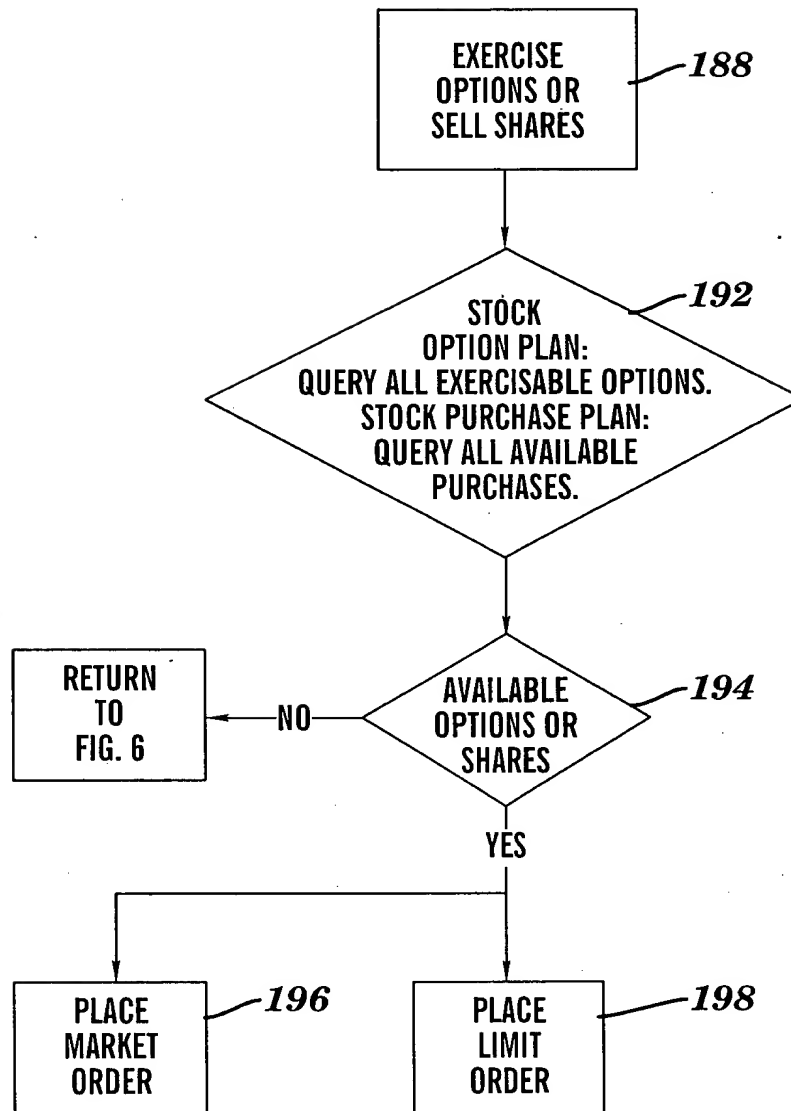 EXERCISE
OPTIONS OR
SELL SHARES
188
192
STOCK
OPTION PLAN:
QUERY ALL EXERCISABLE OPTIONS.
STOCK PURCHASE PLAN:
QUERY ALL AVAILABLE
PURCHASES.
RETURN
TO
FIG. 6
NO
AVAILABLE
OPTIONS OR
SHARES
194
YES
PLACE
MARKET
ORDER
196
PLACE
LIMIT
ORDER
198